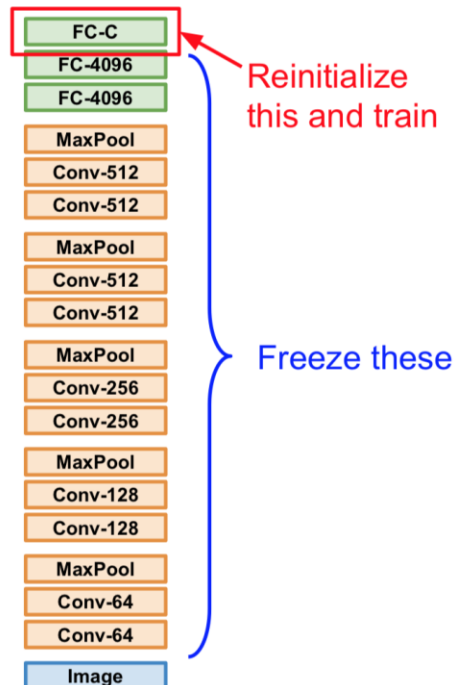 FC-C
FC-4096
FC-4096
MaxPool
Conv-512
Conv-512
MaxPool
Conv-512
Conv-512
MaxPool
Conv-256
Conv-256
MaxPool
Conv-128
Conv-128
MaxPool
Conv-64
Conv-64
Image
Reinitialize
this and train
Freeze these